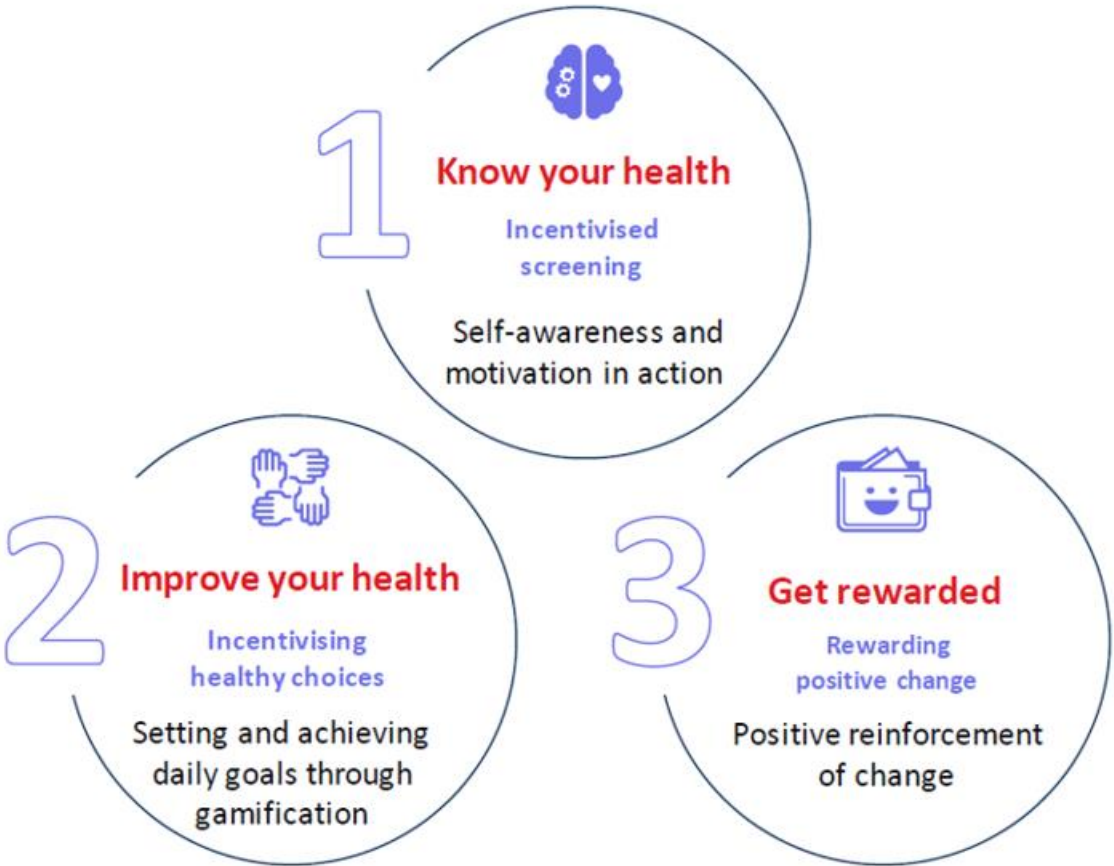 1
Know your health
Incentivised
screening
Self-awareness and
motivation in action
2
Improve your health
Incentivising
healthy choices
Setting and achieving
daily goals through
gamification
3
Get rewarded
Rewarding
positive change
Positive reinforcement
of change